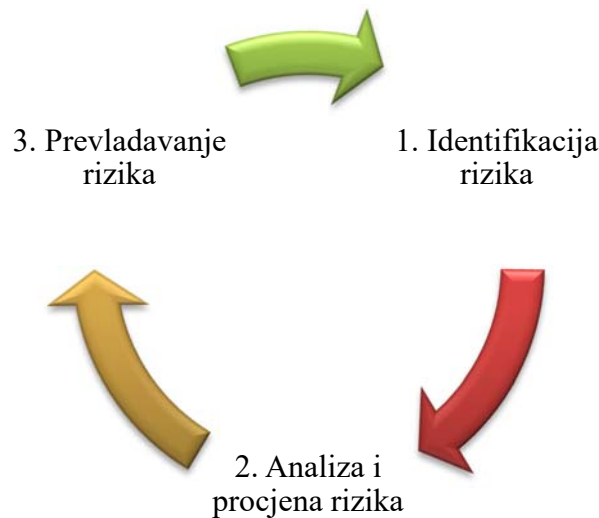 3. Prevladavanje
rizika
1. Identifikacija
rizika
2. Analiza i
procjena rizika